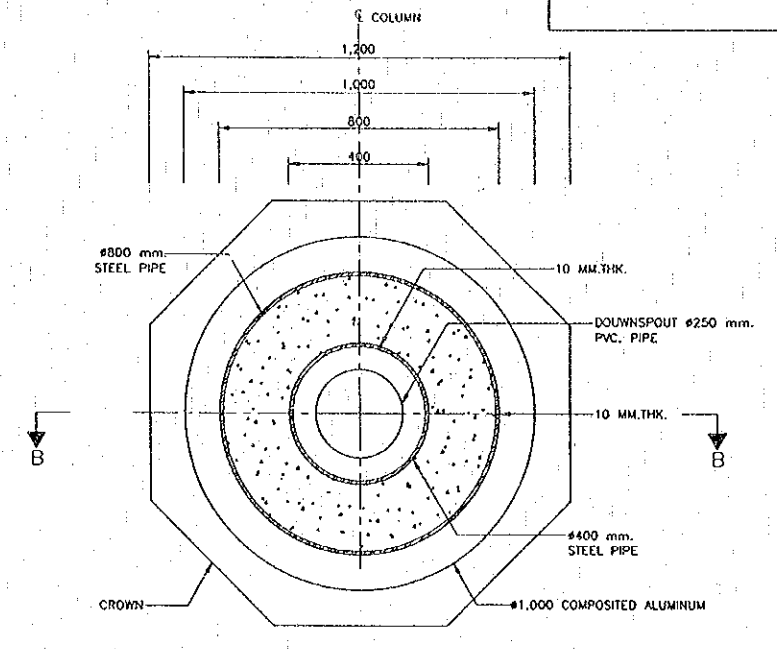 ℄ COLUMN
1,200
1,000
800
400
ø800 mm.
STEEL PIPE
10 MM.THK.
DOUWNSPOUT ø250 mm.
PVC. PIPE
10 MM.THK.
B
B
ø400 mm.
STEEL PIPE
CROWN
ø1,000 COMPOSITED ALUMINUM